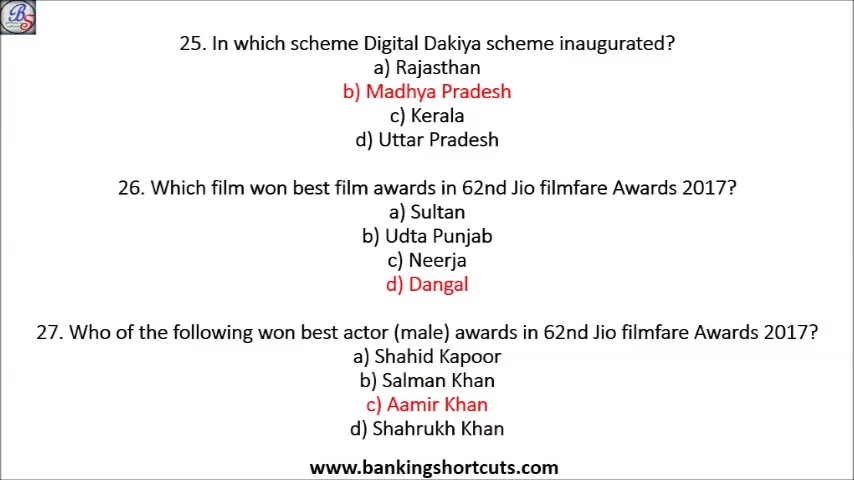 BS
25. In which scheme Digital Dakiya scheme inaugurated?
a) Rajasthan
b) Madhya Pradesh
c) Kerala
d) Uttar Pradesh
26. Which film won best film awards in 62nd Jio filmfare Awards 2017?
a) Sultan
b) Udta Punjab
c) Neerja
d) Dangal
27. Who of the following won best actor (male) awards in 62nd Jio filmfare Awards 2017?
a) Shahid Kapoor
b) Salman Khan
c) Aamir Khan
d) Shahrukh Khan
www.bankingshortcuts.com